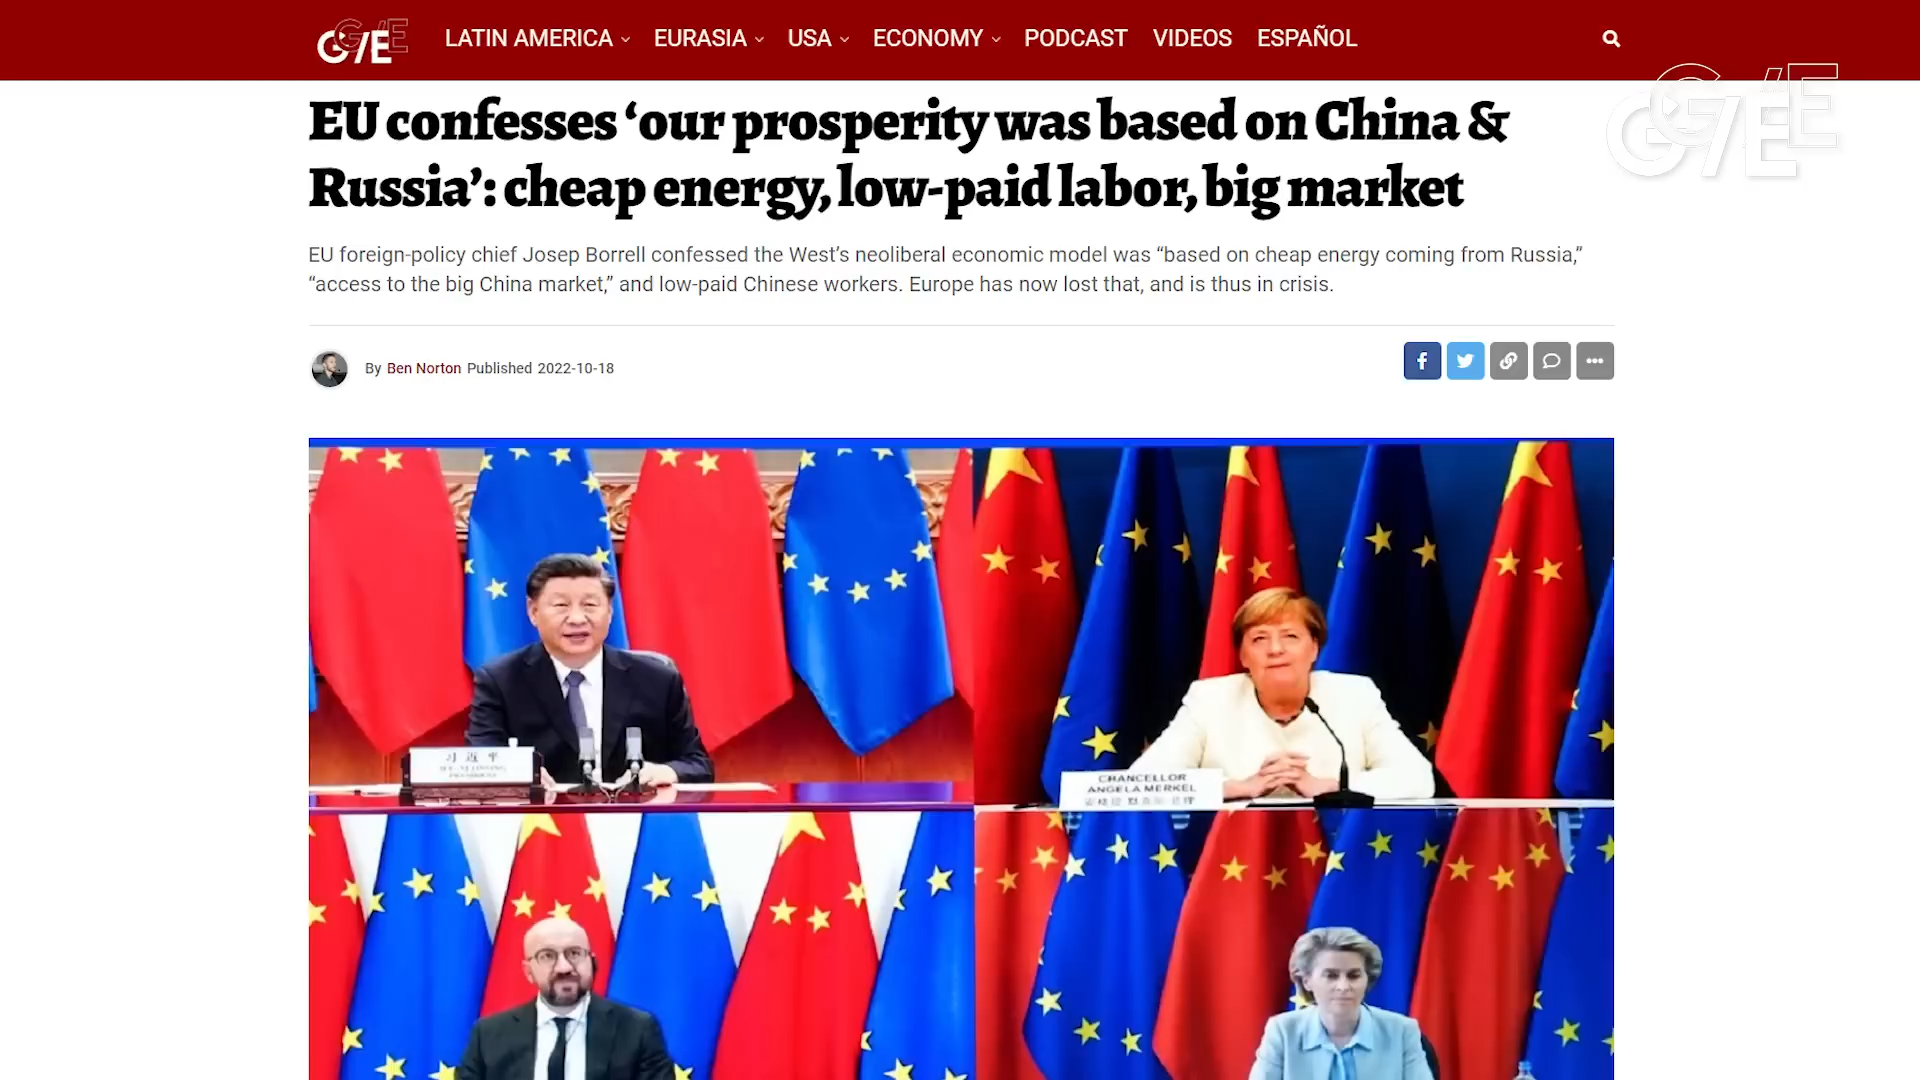 G/E
LATIN AMERICA EURASIA USA ECONOMY PODCAST VIDEOS ESPAÑOL
G/E
EU confesses ‘our prosperity was based on China &
Russia’: cheap energy, low-paid labor, big market
EU foreign-policy chief Josep Borrell confessed the West’s neoliberal economic model was “based on cheap energy coming from Russia,”
“access to the big China market,” and low-paid Chinese workers. Europe has now lost that, and is thus in crisis.
By Ben Norton Published 2022-10-18
习 近 平
CHANCELLOR
ANGELA MERKEL